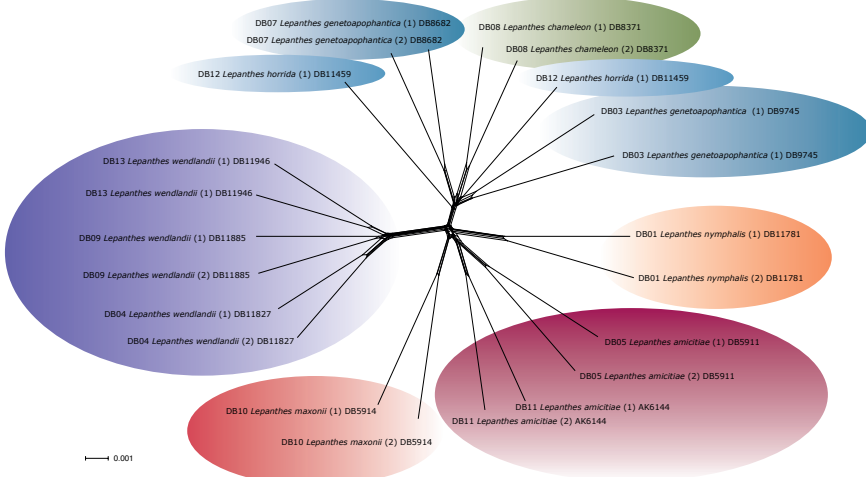 DB07 Lepanthes genetoapophantica (1) DB8371
DB07 Lepanthes genetoapophantica (2) DB8682
DB08 Lepanthes chameleon (1) DB8371
DB08 Lepanthes chameleon (2) DB8371
DB12 Lepanthes horrida (1) DB11459
DB12 Lepanthes horrida (1) DB11459
DB03 Lepanthes genetoapophantica (1) DB9745
DB03 Lepanthes genetoapophantica (1) DB9745
DB13 Lepanthes wendlandii (1) DB11946
DB13 Lepanthes wendlandii (1) DB11946
DB09 Lepanthes wendlandii (1) DB11885
DB09 Lepanthes wendlandii (2) DB11885
DB04 Lepanthes wendlandii (1) DB11827
DB04 Lepanthes wendlandii (2) DB11827
DB01 Lepanthes nymphalis (1) DB11781
DB01 Lepanthes nymphalis (2) DB11781
DB05 Lepanthes amicitiae (1) DB5911
DB05 Lepanthes amicitiae (2) DB5911
DB11 Lepanthes amicitiae (1) AK6144
DB11 Lepanthes amicitiae (2) AK6144
DB10 Lepanthes maxonii (1) DB5914
DB10 Lepanthes maxonii (2) DB5914
0.001